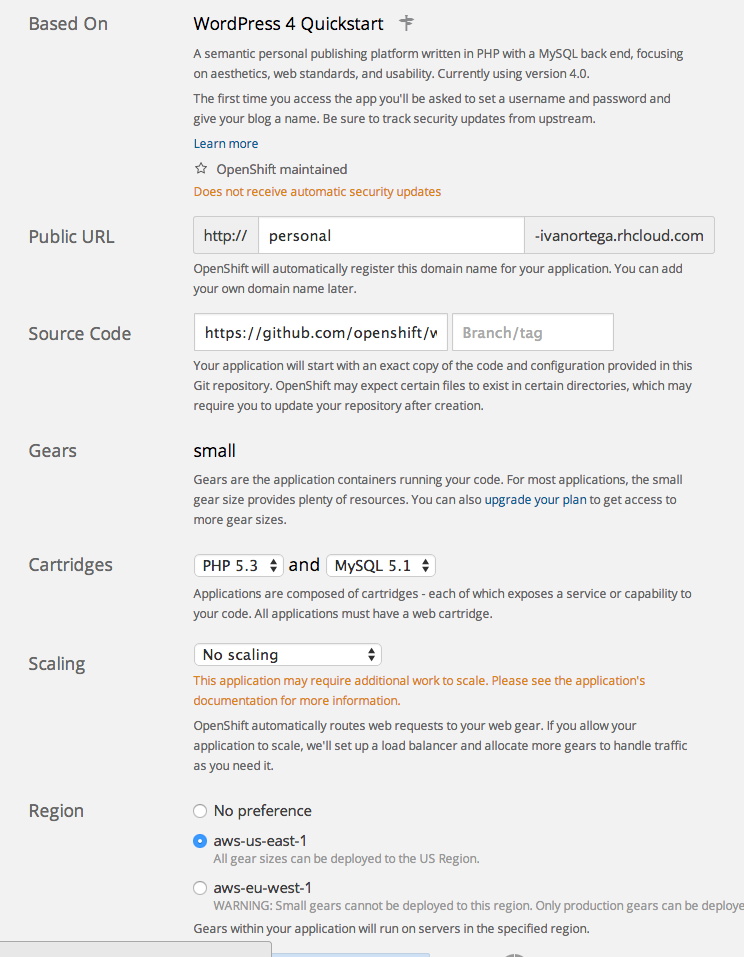 Based On
WordPress 4 Quickstart
A semantic personal publishing platform written in PHP with a MySQL back end, focusing
on aesthetics, web standards, and usability. Currently using version 4.0.
The first time you access the app you'll be asked to set a username and password and
give your blog a name. Be sure to track security updates from upstream.
Learn more
OpenShift maintained
Does not receive automatic security updates
Public URL
http://
personal
-ivanortega.rhcloud.com
OpenShift will automatically register this domain name for your application. You can add
your own domain name later.
Source Code
https://github.com/openshift/w
Branch/tag
Your application will start with an exact copy of the code and configuration provided in this
Git repository. OpenShift may expect certain files to exist in certain directories, which may
require you to update your repository after creation.
Gears
small
Gears are the application containers running your code. For most applications, the small
gear size provides plenty of resources. You can also upgrade your plan to get access to
more gear sizes.
Cartridges
PHP 5.3 and MySQL 5.1
Applications are composed of cartridges - each of which exposes a service or capability to
your code. All applications must have a web cartridge.
Scaling
No scaling
This application may require additional work to scale. Please see the application's
documentation for more information.
OpenShift automatically routes web requests to your web gear. If you allow your
application to scale, we'll set up a load balancer and allocate more gears to handle traffic
as you need it.
Region
No preference
aws-us-east-1
All gear sizes can be deployed to the US Region.
aws-eu-west-1
WARNING: Small gears cannot be deployed to this region. Only production gears can be deploye
Gears within your application will run on servers in the specified region.